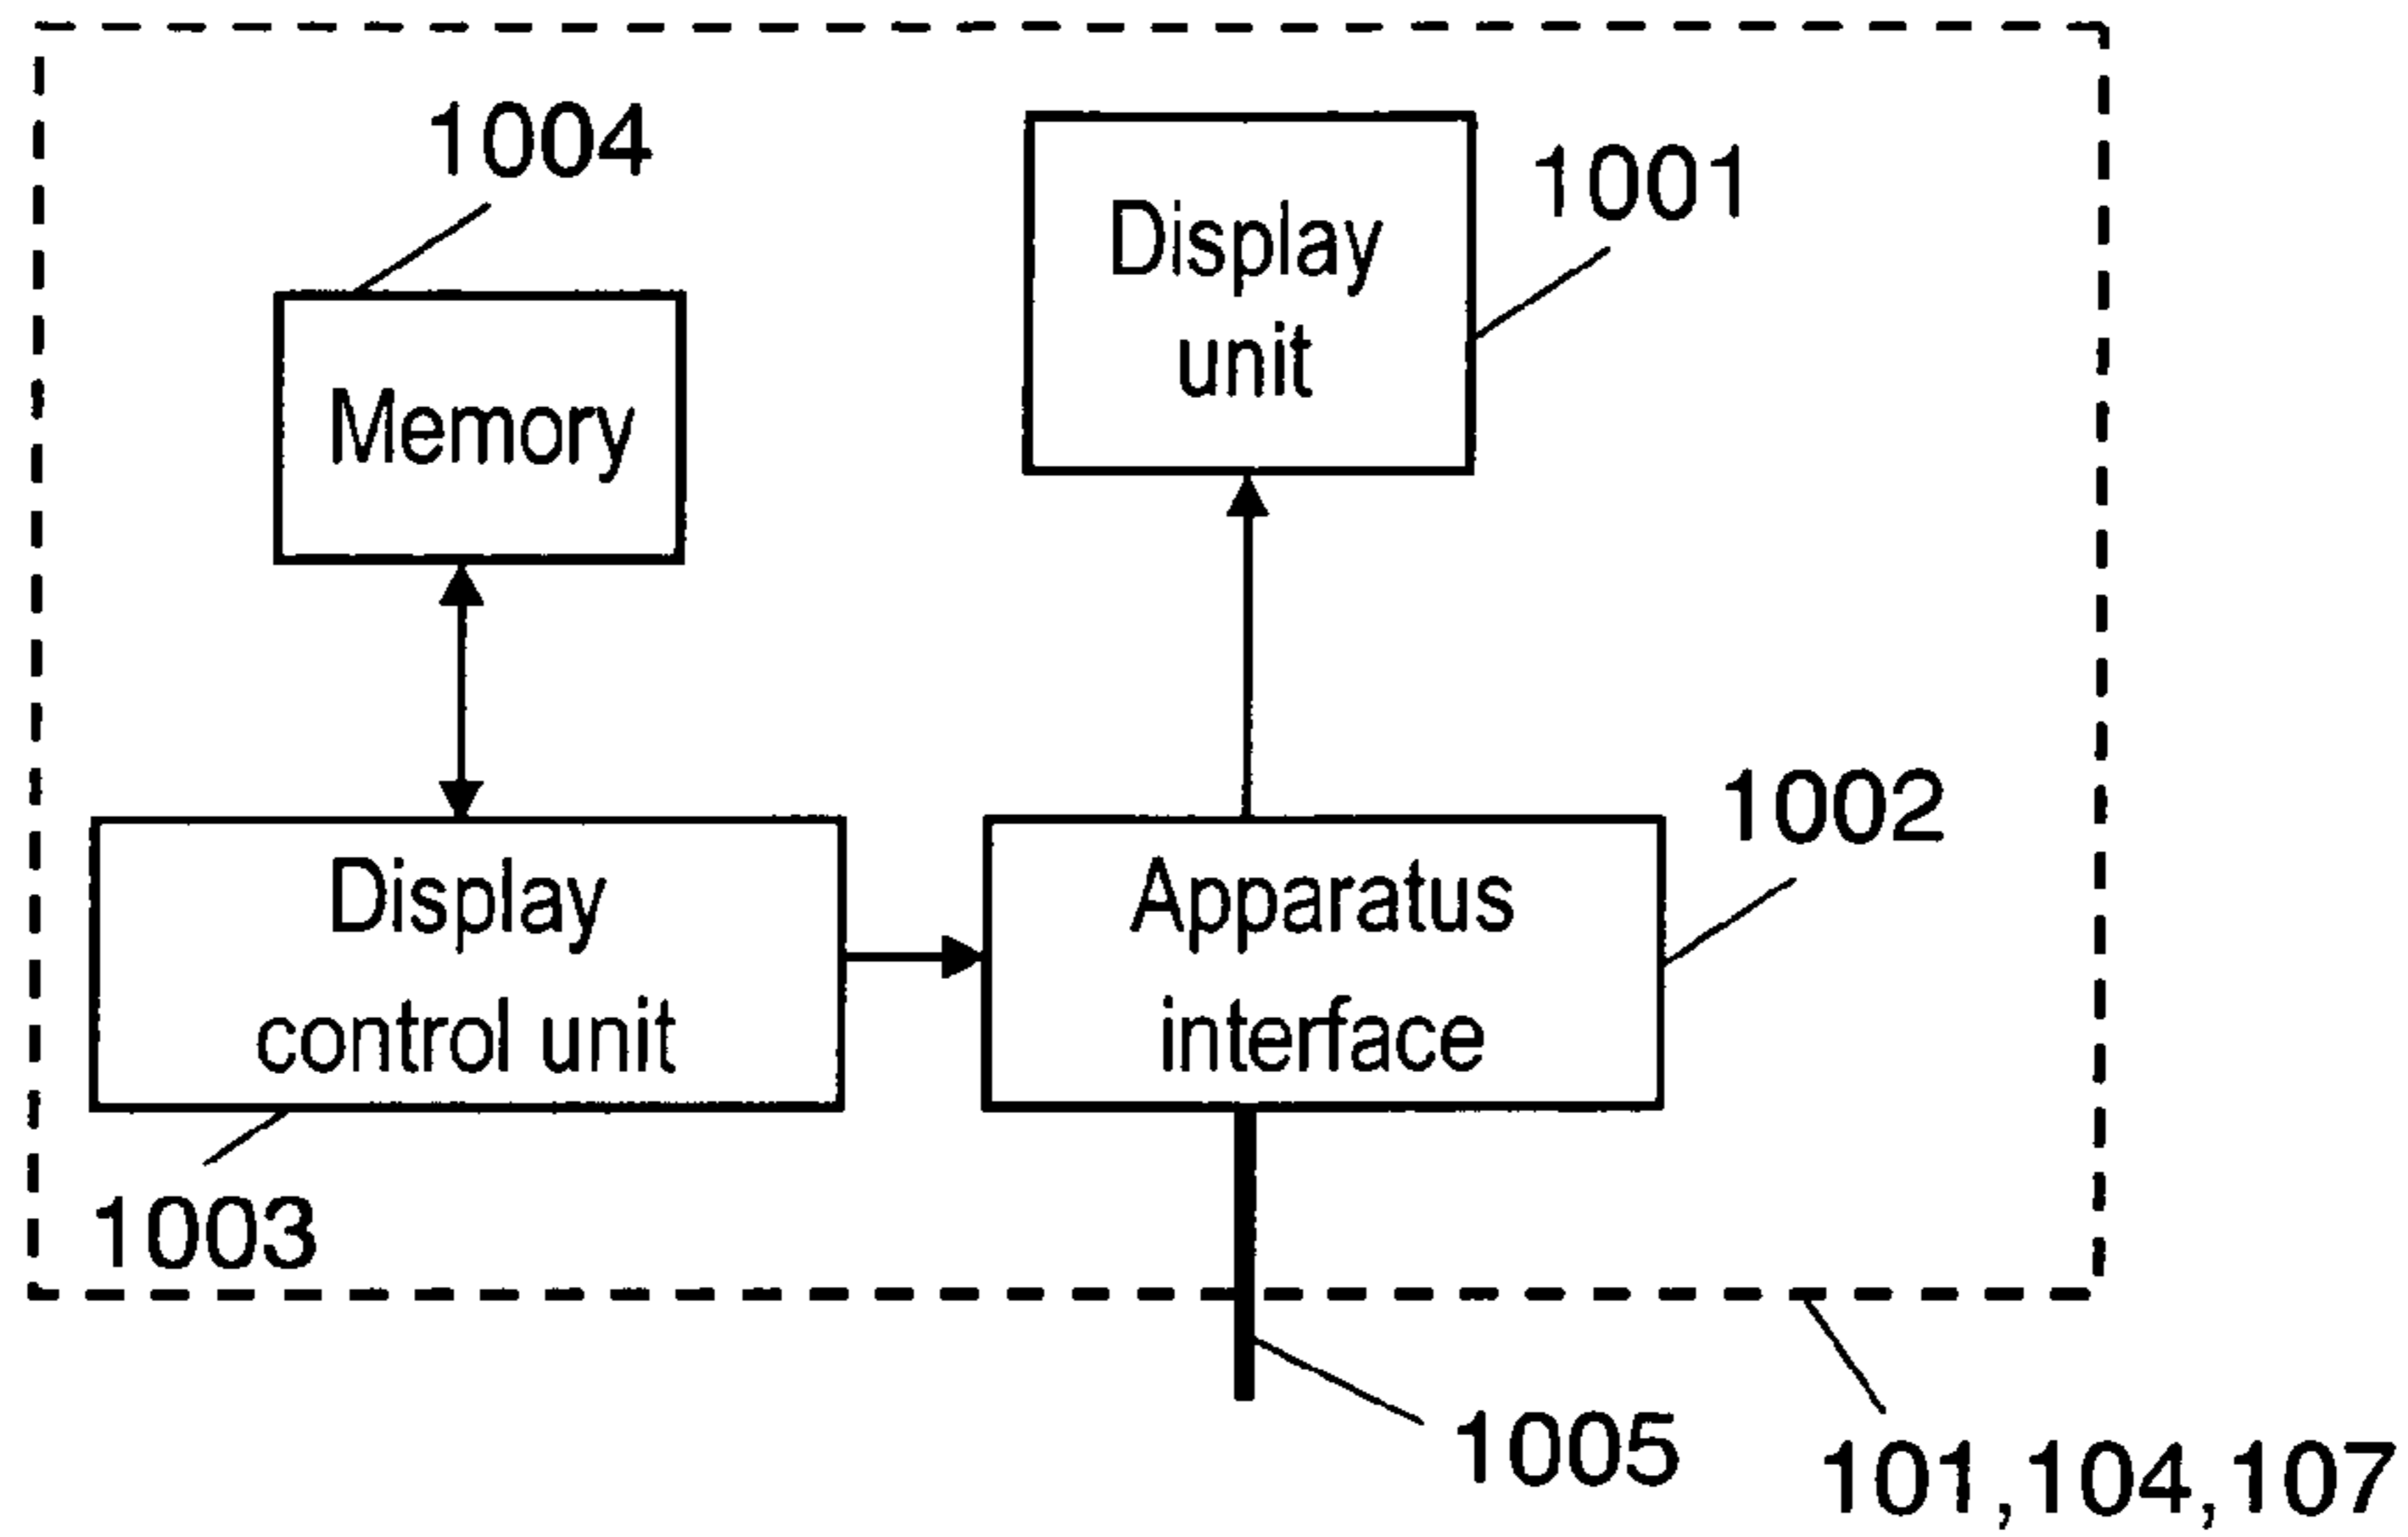 1004
1001
Display
unit
Memory
1002
Display
control unit
Apparatus
interface
1003
1005
101,104,107